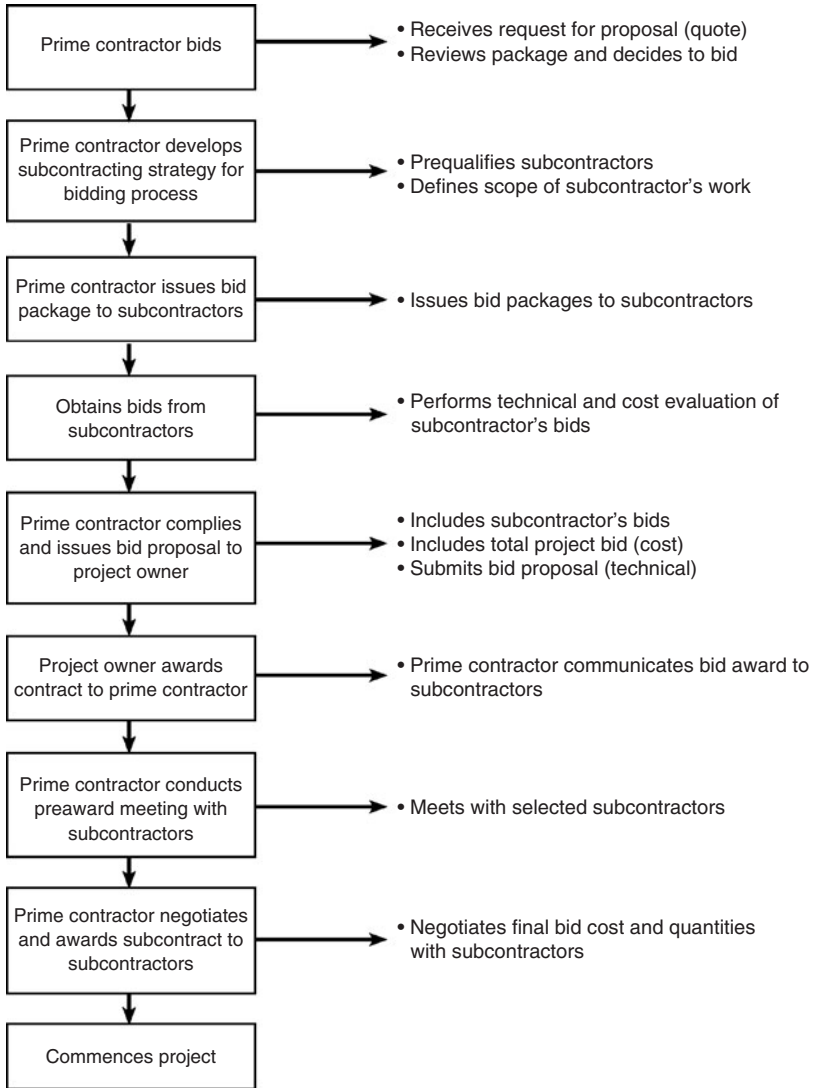 Prime contractor bids
• Receives request for proposal (quote)
• Reviews package and decides to bid
Prime contractor develops
subcontracting strategy for
bidding process
• Prequalifies subcontractors
• Defines scope of subcontractor’s work
Prime contractor issues bid
package to subcontractors
• Issues bid packages to subcontractors
Obtains bids from
subcontractors
• Performs technical and cost evaluation of
subcontractor’s bids
Prime contractor complies
and issues bid proposal to
project owner
• Includes subcontractor’s bids
• Includes total project bid (cost)
• Submits bid proposal (technical)
Project owner awards
contract to prime contractor
• Prime contractor communicates bid award to
subcontractors
Prime contractor conducts
preaward meeting with
subcontractors
• Meets with selected subcontractors
Prime contractor negotiates
and awards subcontract to
subcontractors
• Negotiates final bid cost and quantities
with subcontractors
Commences project